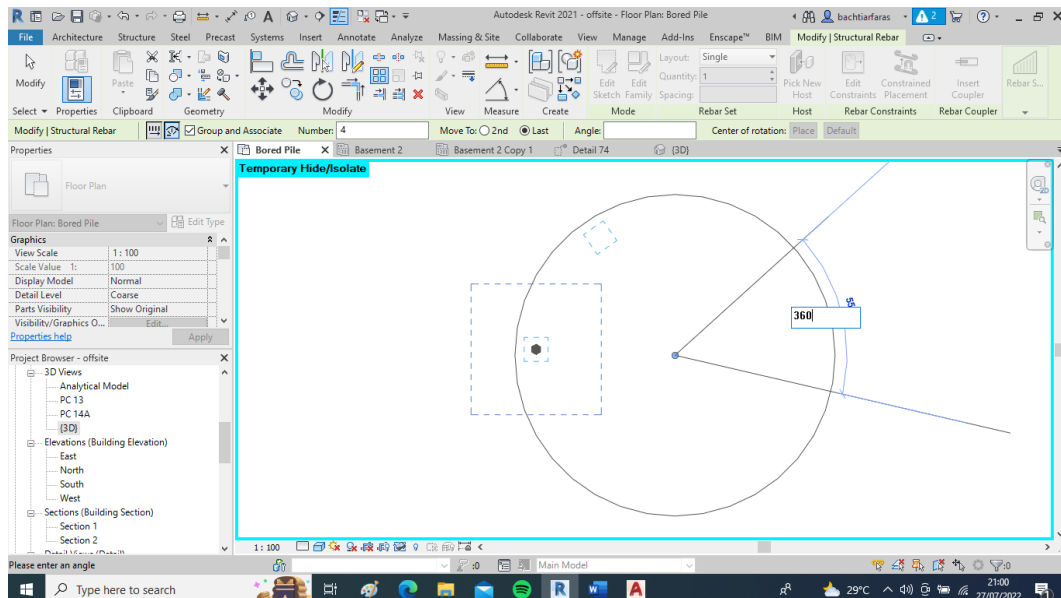 Autodesk Revit 2021 - offsite - Floor Plan: Bored Pile
bachtiarfaras
2
File Architecture Structure Steel Precast Systems Insert Annotate Analyze Massing & Site Collaborate View Manage Add-Ins Enscape™ BIM Modify | Structural Rebar
Modify
Paste
Edit Sketch
Edit Family
Layout: Single
Quantity: 1
Spacing:
Pick New Host
Edit Constraints
Constrained Placement
Insert Coupler
Rebar S...
Select Properties Clipboard Geometry Modify View Measure Create Mode Rebar Set Host Rebar Constraints Rebar Coupler
Modify | Structural Rebar Group and Associate Number: 4 Move To: 2nd Last Angle: Center of rotation: Place Default
Properties X
Bored Pile X Basement 2 Basement 2 Copy 1 Detail 74 {3D}
Temporary Hide/Isolate
2D
Floor Plan
Floor Plan: Bored Pile Edit Type
Graphics
View Scale 1 : 100
Scale Value 1: 100
Display Model Normal
Detail Level Coarse
Parts Visibility Show Original
Visibility/Graphics O... Edit...
Properties help Apply
55
360
Project Browser - offsite X
3D Views
Analytical Model
PC 13
PC 14A
{3D}
Elevations (Building Elevation)
East
North
South
West
Sections (Building Section)
Section 1
Section 2
Detail Views (Detail)
1 : 100
Please enter an angle :0 Main Model :0
Type here to search
29°C
21:00
27/07/2022